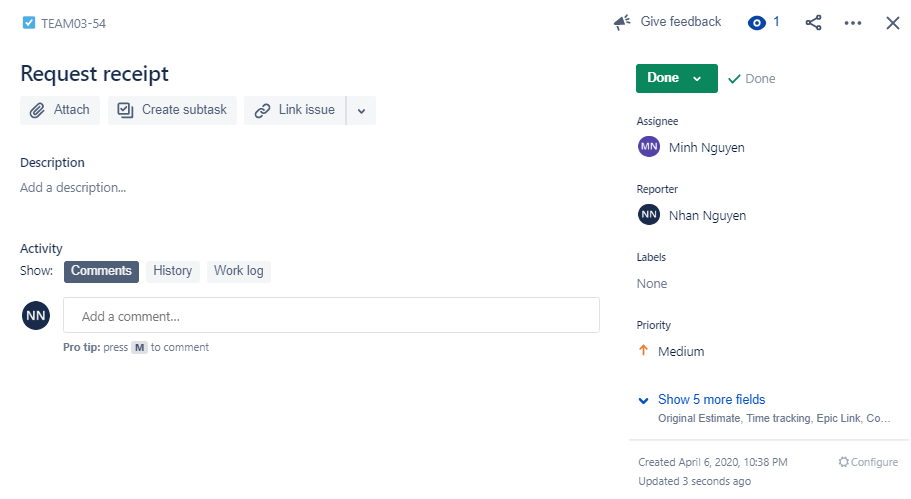 TEAM03-54
Give feedback
1
Request receipt
Attach
Create subtask
Link issue
Description
Add a description...
Activity
Show:
Comments
History
Work log
NN
Add a comment...
Pro tip: press M to comment
Done
Done
Assignee
MN
Minh Nguyen
Reporter
NN
Nhan Nguyen
Labels
None
Priority
Medium
Show 5 more fields
Original Estimate, Time tracking, Epic Link, Co...
Created April 6, 2020, 10:38 PM
Configure
Updated 3 seconds ago